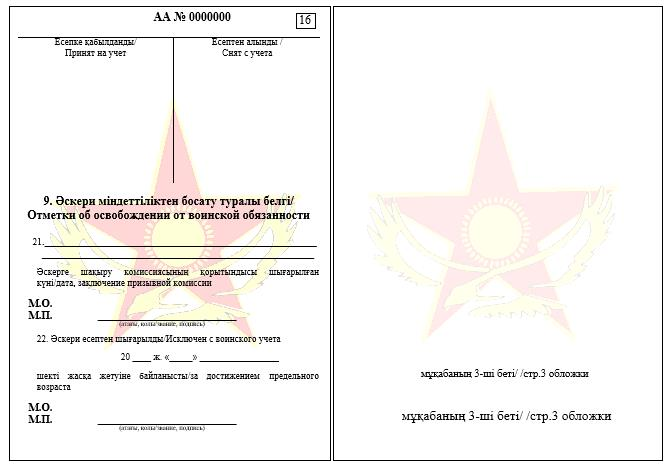 АА № 0000000
16
Есепке қабылданды/
Принят на учет
Есептен алынды /
Снят с учета
9. Әскери міндеттіліктен босату туралы белгі/
Отметки об освобождении от воинской обязанности
21.
Әскерге шақыру комиссиясының қорытындысы шығарылған
күні/дата, заключение призывной комиссии
М.О.
М.П.
(атағы, қолы/звание, подпись)
22. Әскери есептен шығарылды/Исключен с воинского учета
20 ____ ж. «_____» _________________
шекті жасқа жетуіне байланысты/за достижением предельного
возраста
М.О.
М.П.
(атағы, қолы/звание, подпись)
мұқабаның 3-ші беті/ /стр.3 обложки
мұқабаның 3-ші беті/ /стр.3 обложки